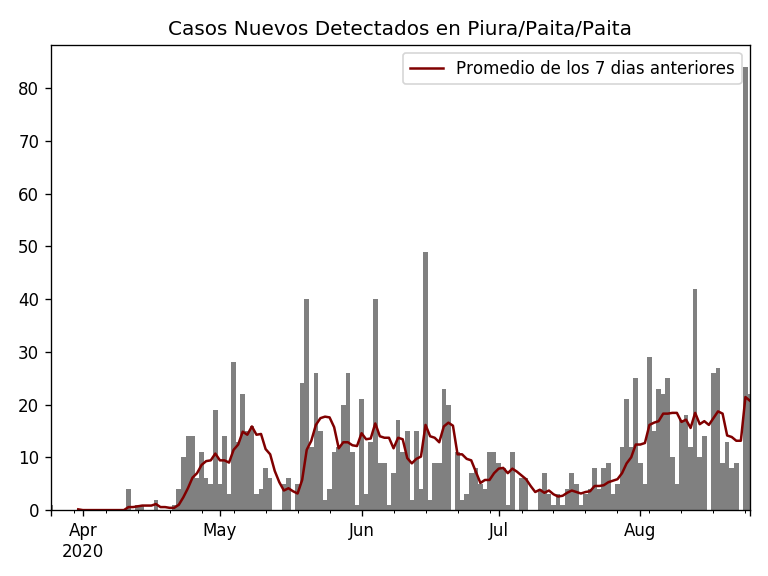 Casos Nuevos Detectados en Piura/Paita/Paita
Promedio de los 7 dias anteriores
80
70
60
50
40
30
20
10
0
Apr
2020
May
Jun
Jul
Aug